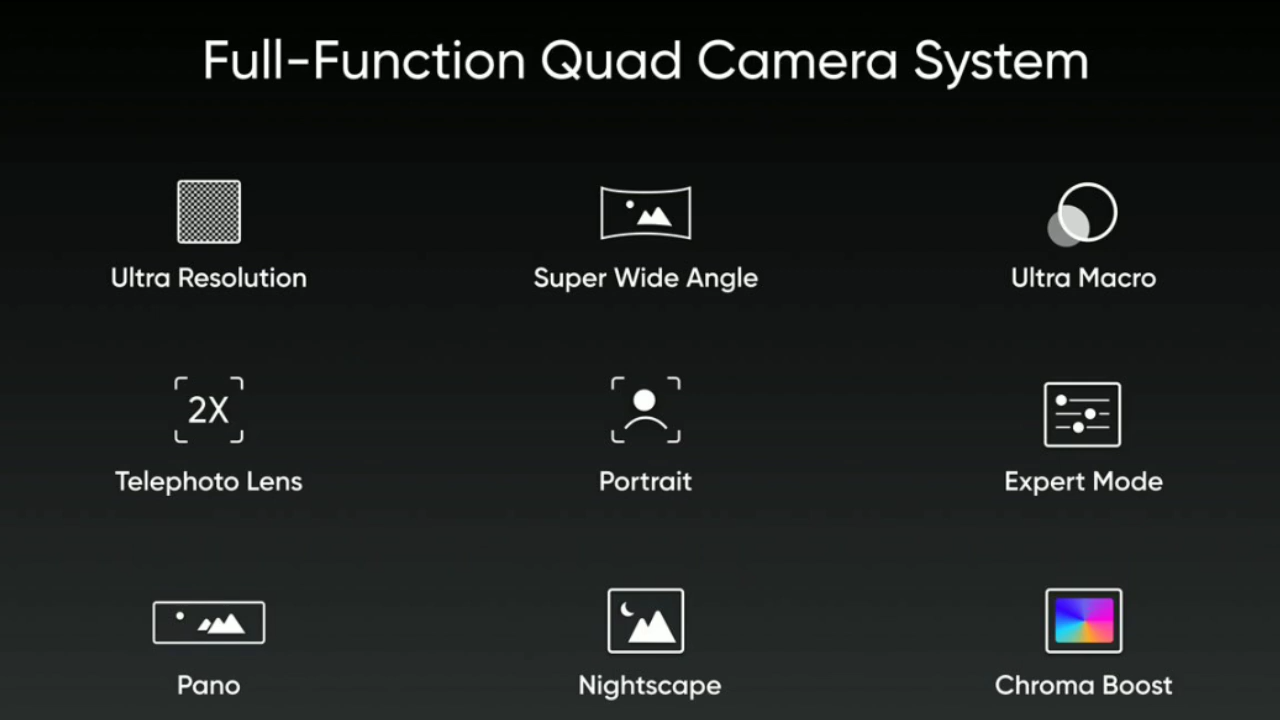 Full-Function Quad Camera System
Ultra Resolution
Super Wide Angle
Ultra Macro
2X
Telephoto Lens
Portrait
Expert Mode
Pano
Nightscape
Chroma Boost